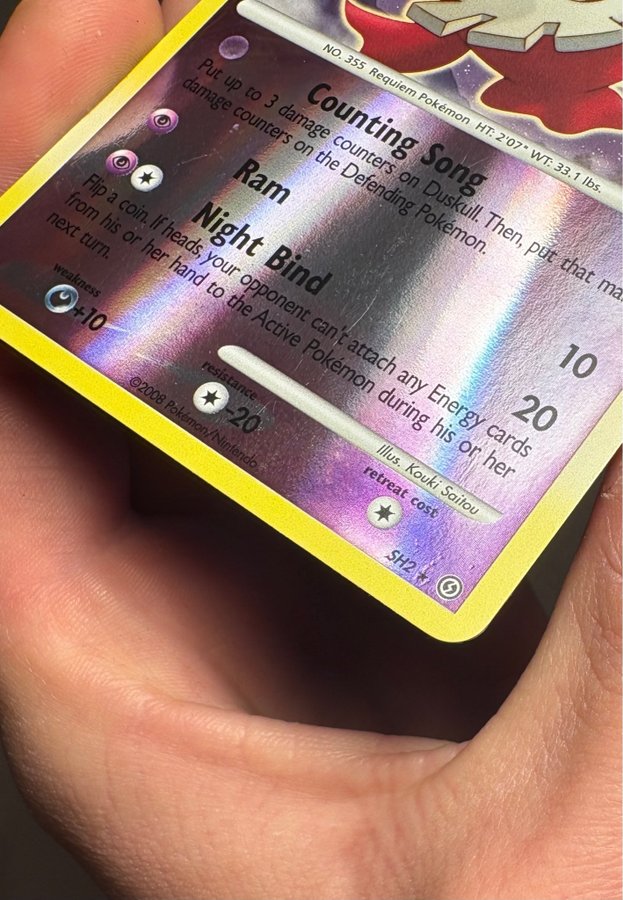 NO. 355 Requiem Pokémon HT: 2'07" WT: 33.1 lbs.
Counting Song
Put up to 3 damage counters on Duskull. Then, put that ma
damage counters on the Defending Pokémon.
Ram 10
Night Bind 20
Flip a coin. If heads, your opponent can't attach any Energy cards
from his or her hand to the Active Pokémon during his or her
next turn.
weakness
+10
resistance
-20
Illus. Kouki Saitou
retreat cost
©2008 Pokémon/Nintendo
SH2 ★